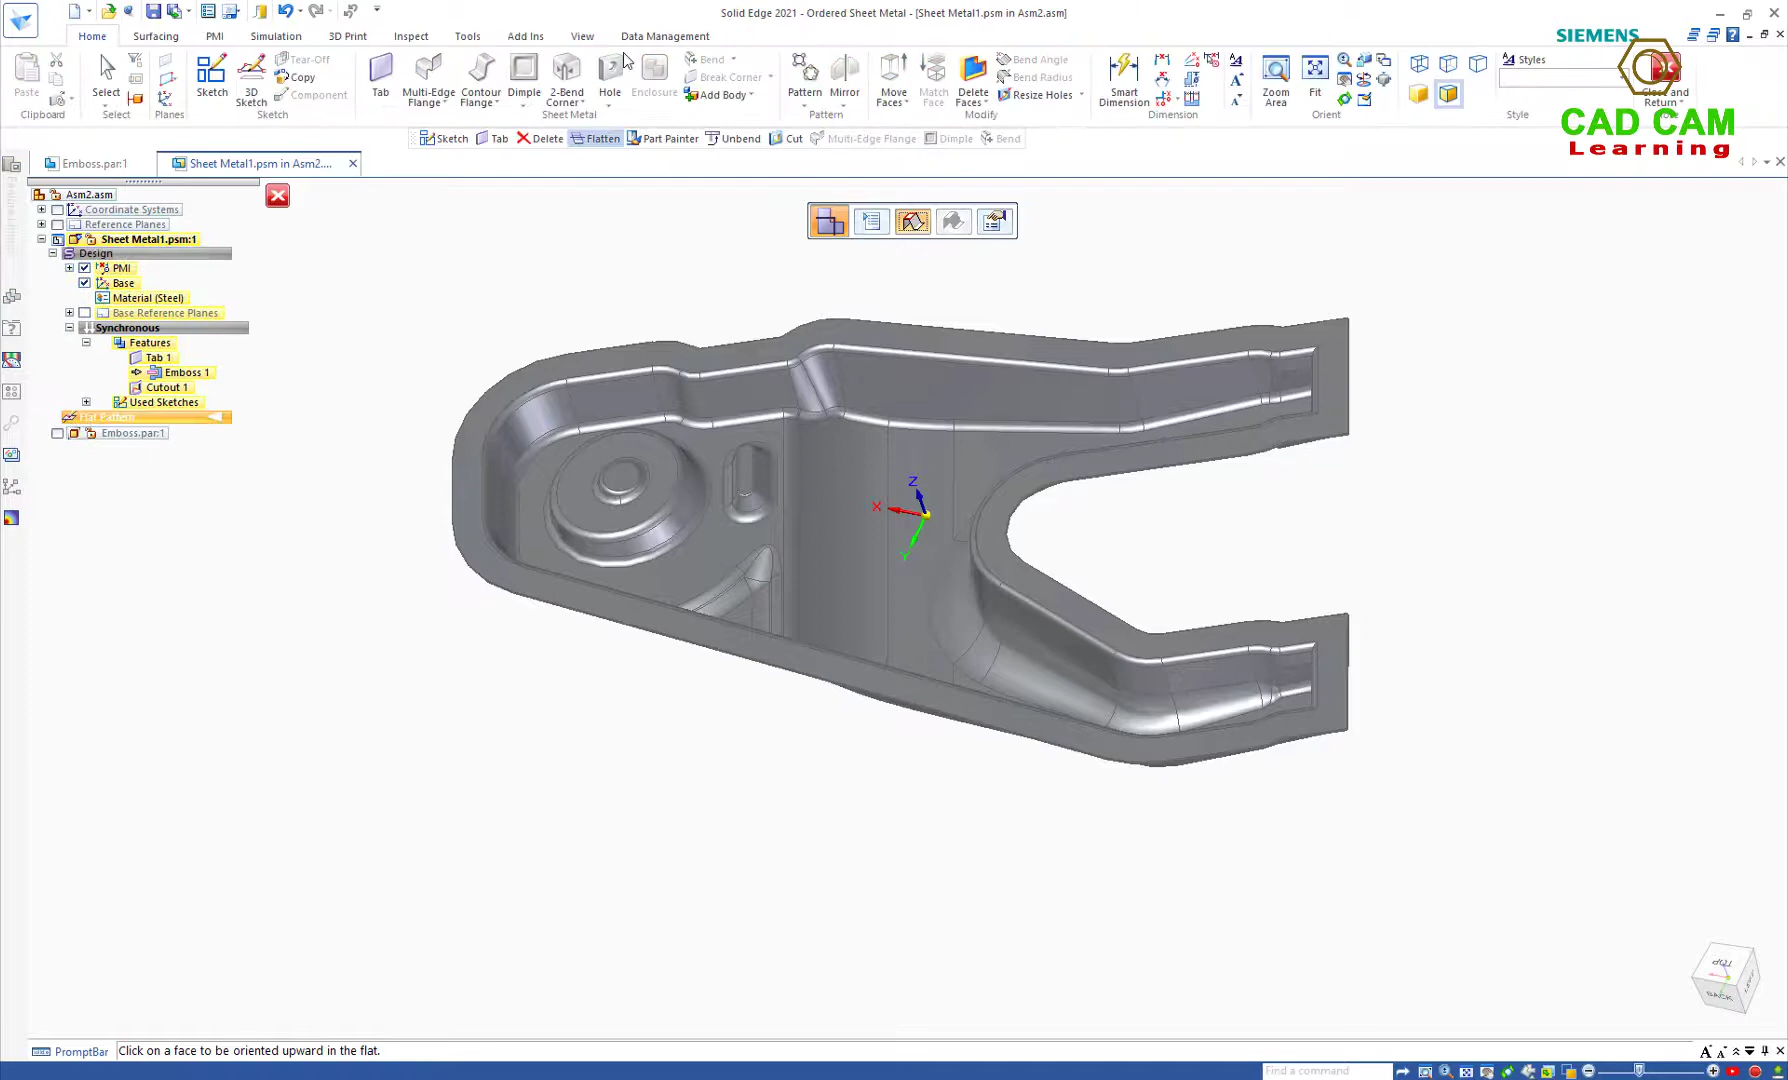 Solid Edge 2021 - Ordered Sheet Metal - [Sheet Metal1.psm in Asm2.asm]
Home Surfacing PMI Simulation 3D Print Inspect Tools Add Ins View Data Management
SIEMENS
Paste
Clipboard
Select
Select
Planes
Sketch
3D Sketch
Tear-Off
Copy
Component
Sketch
Tab
Multi-Edge Flange
Contour Flange
Dimple
2-Bend Corner
Hole
Enclosure
Bend
Break Corner
Add Body
Sheet Metal
Pattern
Mirror
Pattern
Move Faces
Match Face
Delete Faces
Bend Angle
Bend Radius
Resize Holes
Modify
Smart Dimension
Dimension
Zoom Area
Fit
Orient
Styles
Style
Close and Return
CAD CAM
Learning
Sketch Tab Delete Flatten Part Painter Unbend Cut Multi-Edge Flange Dimple Bend
Emboss.par:1
Sheet Metal1.psm in Asm2....
Asm2.asm
Coordinate Systems
Reference Planes
Sheet Metal1.psm:1
Design
PMI
Base
Material (Steel)
Base Reference Planes
Synchronous
Features
Tab 1
Emboss 1
Cutout 1
Used Sketches
Flat Pattern
Emboss.par:1
Z
X
Y
BACK
PromptBar
Click on a face to be oriented upward in the flat.
Find a command